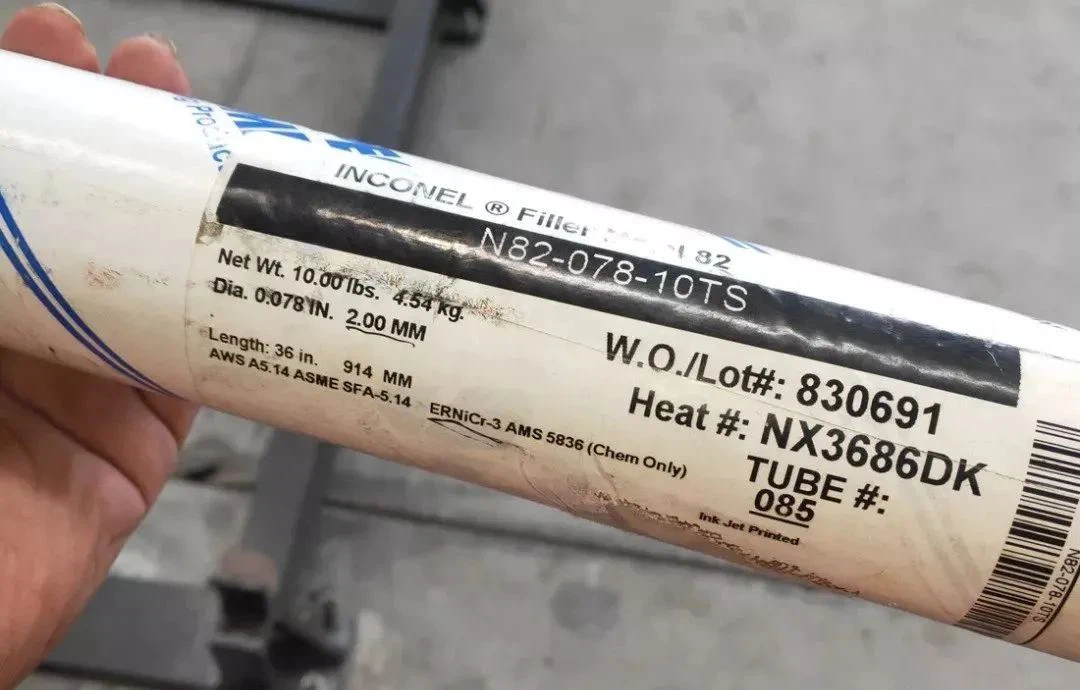 INCONEL ® Filler Metal 82
N82-078-10TS
Net Wt. 10.00 lbs. 4.54 kg.
Dia. 0.078 IN. 2.00 MM
Length: 36 in. 914 MM
AWS A5.14 ASME SFA-5.14 ERNiCr-3 AMS 5836 (Chem Only)
W.O./Lot#: 830691
Heat #: NX3686DK
TUBE #:
085
Ink Jet Printed
N82-078-10TS